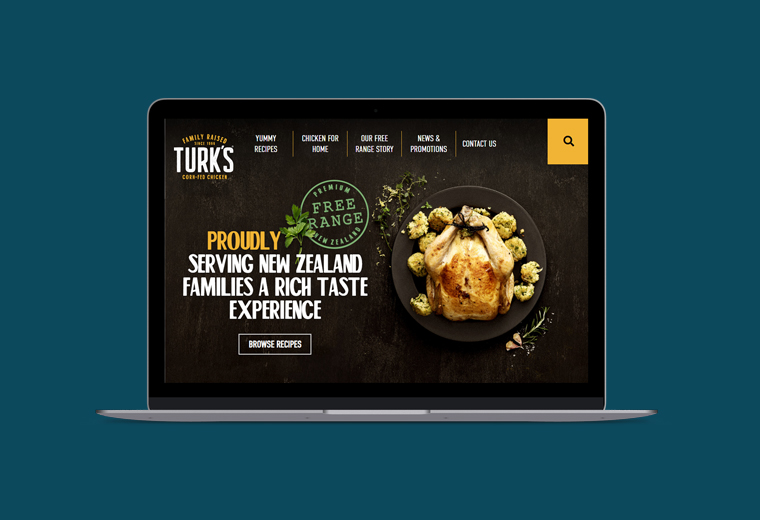 FAMILY RAISED
SINCE 1966
TURK'S
CORN-FED CHICKEN
YUMMY
RECIPES
CHICKEN FOR
HOME
OUR FREE
RANGE STORY
NEWS &
PROMOTIONS
CONTACT US
PREMIUM
FREE
RANGE
NEW ZEALAND
PROUDLY
SERVING NEW ZEALAND
FAMILIES A RICH TASTE
EXPERIENCE
BROWSE RECIPES